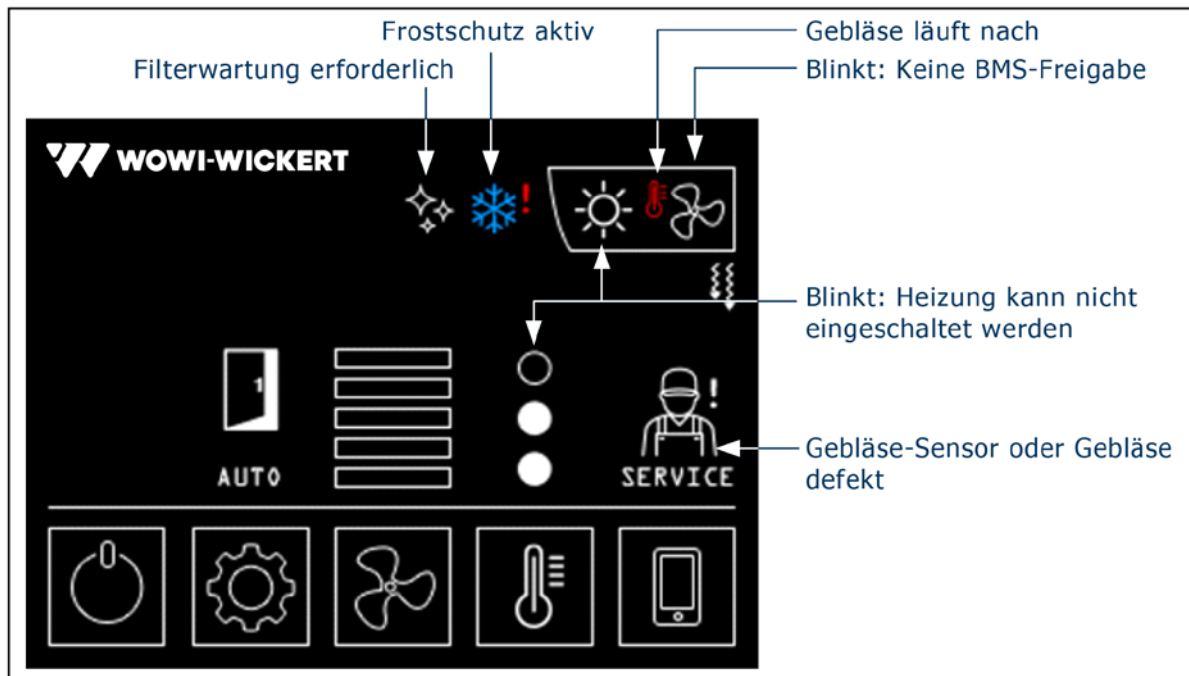 Frostschutz aktiv
Filterwartung erforderlich
Gebläse läuft nach
Blinkt: Keine BMS-Freigabe
WOWI-WICKERT
Blinkt: Heizung kann nicht
eingeschaltet werden
1
!
!
AUTO
SERVICE
Gebläse-Sensor oder Gebläse
defekt